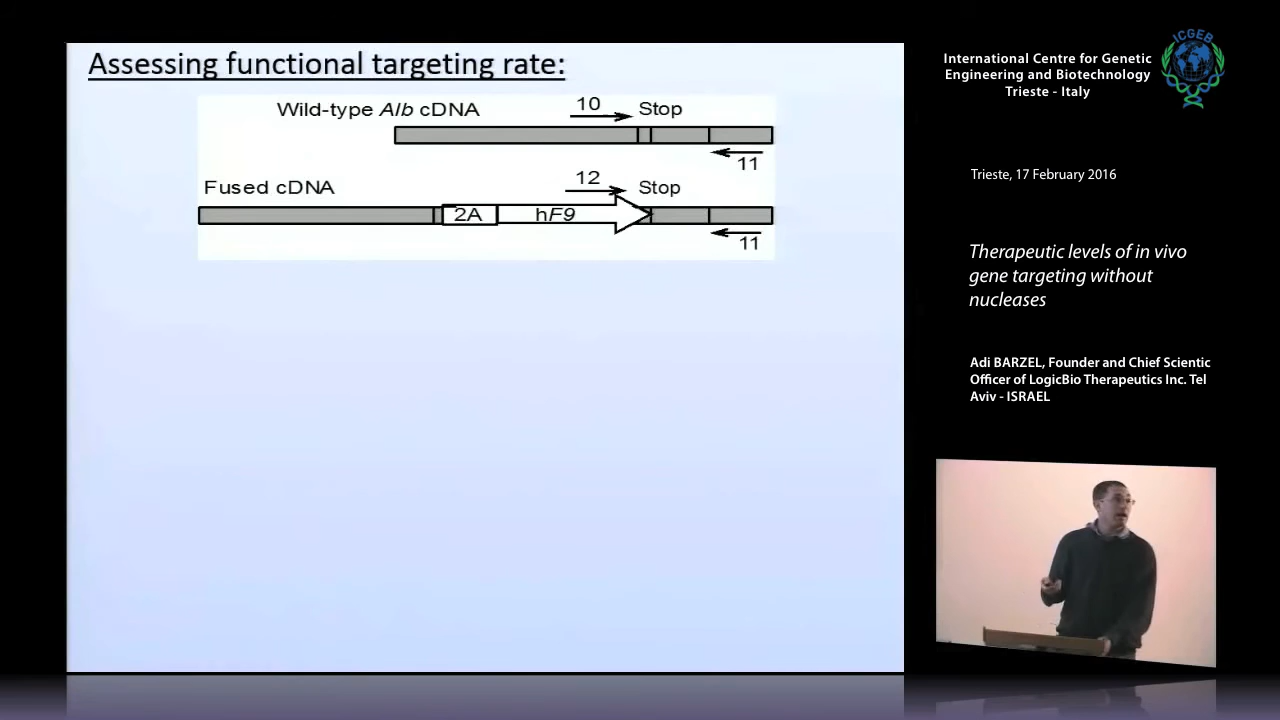 Assessing functional targeting rate:
Wild-type Alb cDNA
10
Stop
11
Fused cDNA
12
Stop
2A
hF9
11
ICGEB
International Centre for Genetic
Engineering and Biotechnology
Trieste - Italy
Trieste, 17 February 2016
Therapeutic levels of in vivo
gene targeting without
nucleases
Adi BARZEL, Founder and Chief Scientic
Officer of LogicBio Therapeutics Inc. Tel
Aviv - ISRAEL